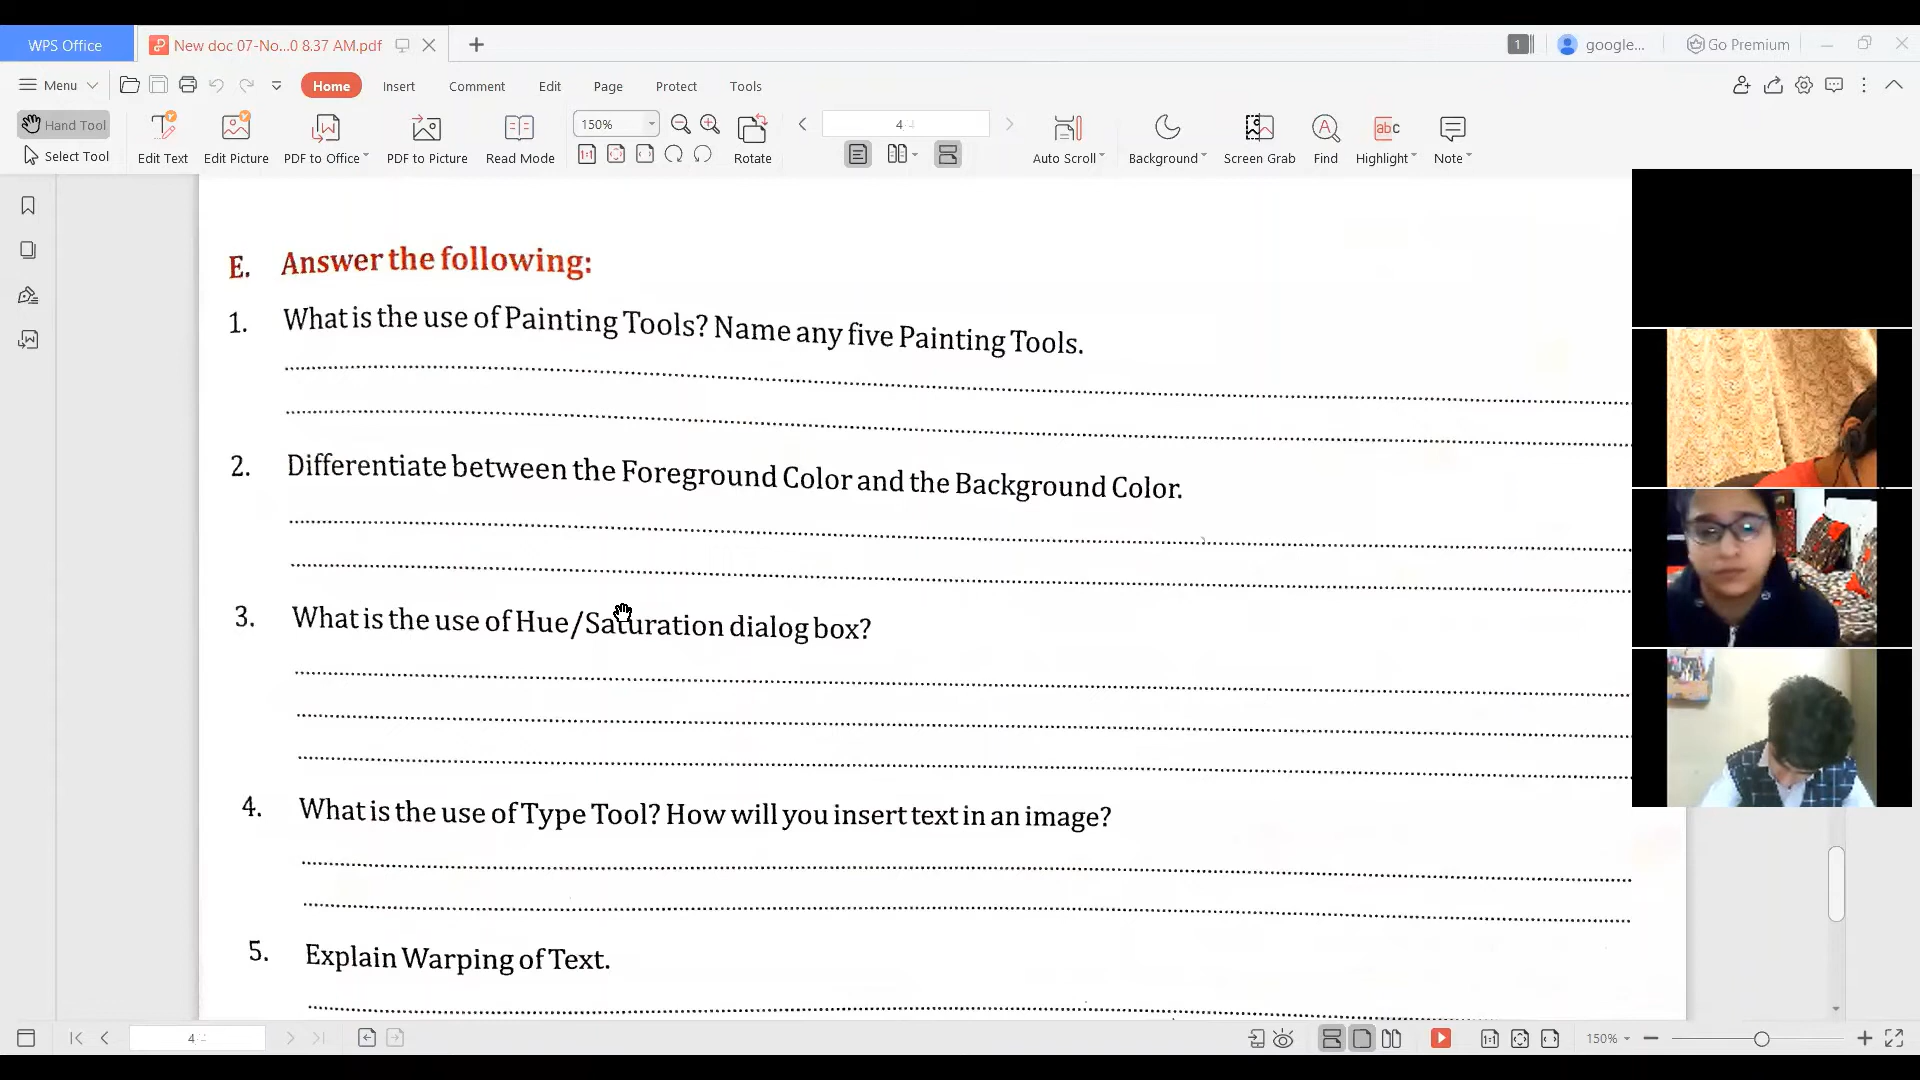 WPS Office
New doc 07-No...0 8.37 AM.pdf
1
google...
Go Premium
Menu
Home
Insert
Comment
Edit
Page
Protect
Tools
Hand Tool
Select Tool
Edit Text
Edit Picture
PDF to Office
PDF to Picture
Read Mode
150%
Rotate
4
Auto Scroll
Background
Screen Grab
Find
Highlight
Note
E. Answer the following:
1. What is the use of Painting Tools? Name any five Painting Tools.
2. Differentiate between the Foreground Color and the Background Color.
3. What is the use of Hue/Saturation dialog box?
4. What is the use of Type Tool? How will you insert text in an image?
5. Explain Warping of Text.
4
150%